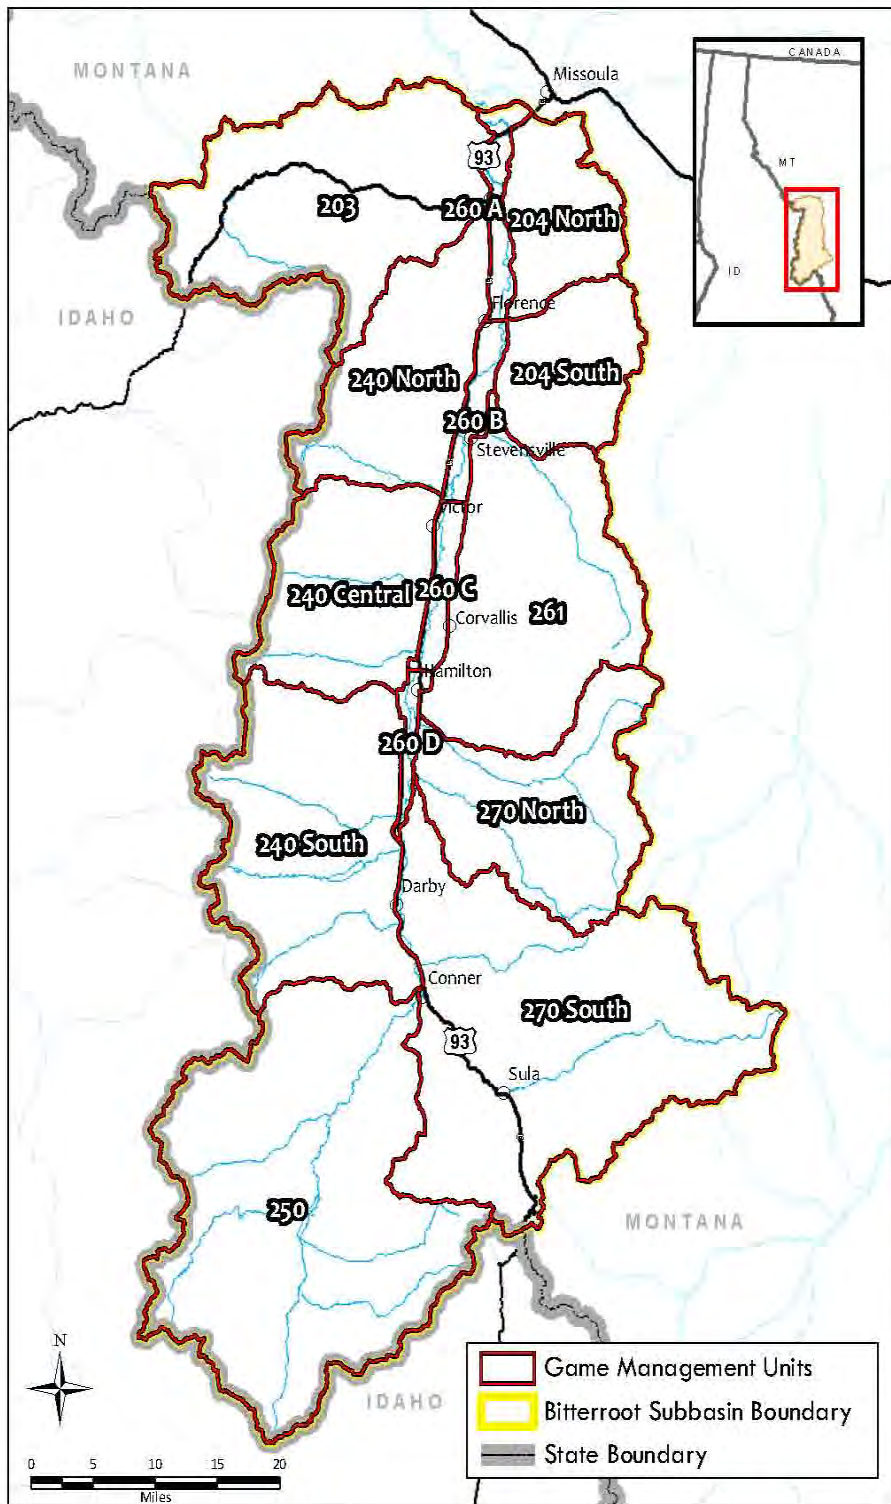 CANADA
Missoula
MONTANA
93
MT
203
260 A
204 North
ID
Florence
IDAHO
240 North
204 South
260 B
Stevensville
Victor
240 Central
260 C
261
Corvallis
Hamilton
260 D
270 North
240 South
Darby
Conner
270 South
93
Sula
250
MONTANA
N
IDAHO
Game Management Units
Bitterroot Subbasin Boundary
State Boundary
0 5 10 15 20
Miles